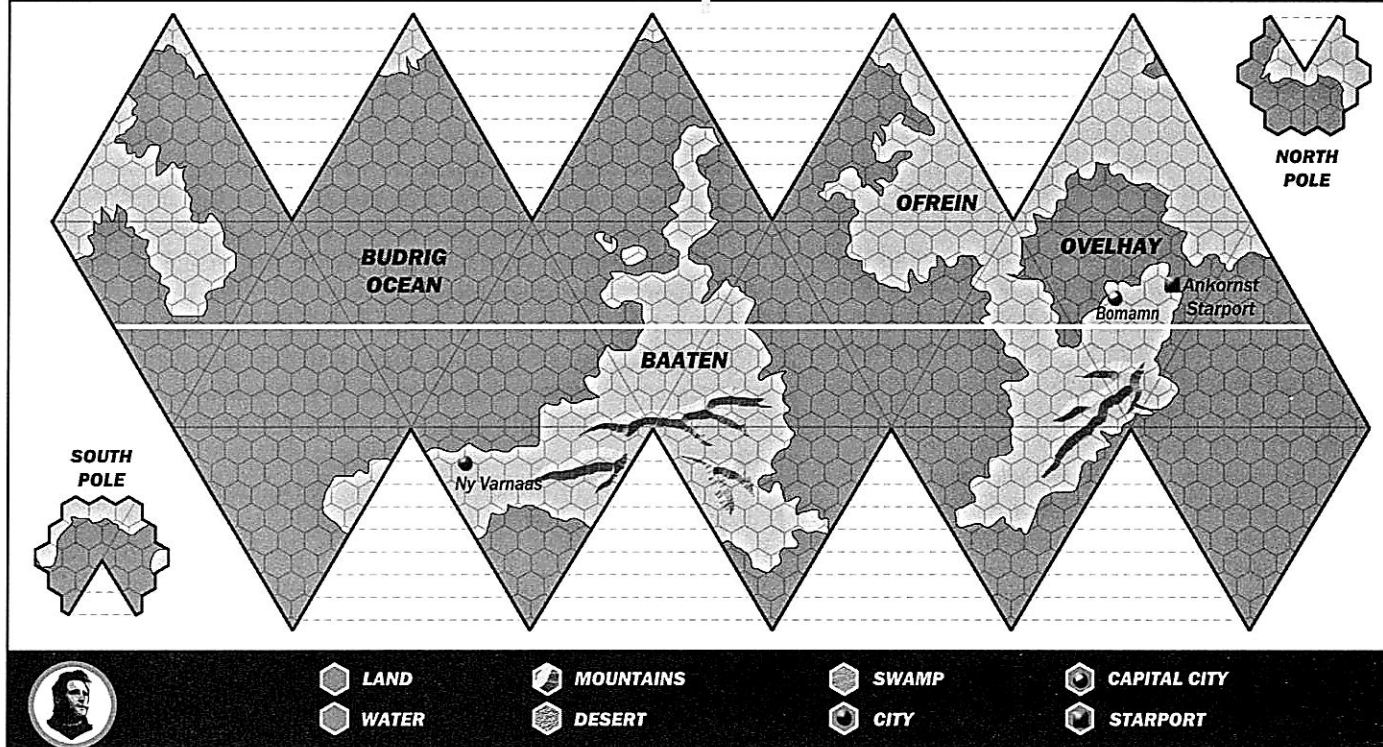 NORTH
POLE
OFREIN
BUDRIG
OCEAN
OVELHAY
Ankornst
Starport
Bomamn
BAATEN
SOUTH
POLE
Ny Varnaas
LAND
MOUNTAINS
SWAMP
CAPITAL CITY
WATER
DESERT
CITY
STARPORT